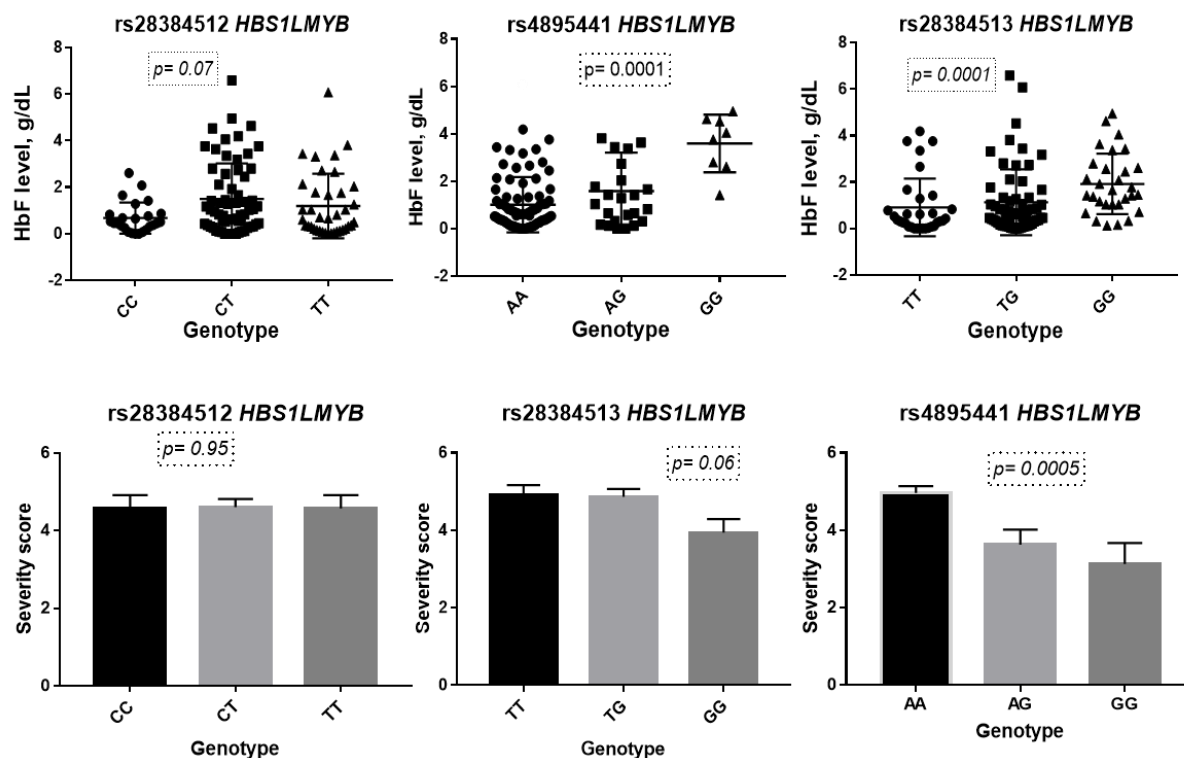 rs28384512 HBS1LMYB
p= 0.07
HbF level, g/dL
8
6
4
2
0
-2
CC
CT
TT
Genotype
rs4895441 HBS1LMYB
p= 0.0001
HbF level, g/dL
8
6
4
2
0
-2
AA
AG
GG
Genotype
rs28384513 HBS1LMYB
p= 0.0001
HbF level, g/dL
8
6
4
2
0
-2
TT
TG
GG
Genotype
rs28384512 HBS1LMYB
p= 0.95
Severity score
6
4
2
0
CC
CT
TT
Genotype
rs28384513 HBS1LMYB
p= 0.06
Severity score
6
4
2
0
TT
TG
GG
Genotype
rs4895441 HBS1LMYB
p= 0.0005
Severity score
6
4
2
0
AA
AG
GG
Genotype